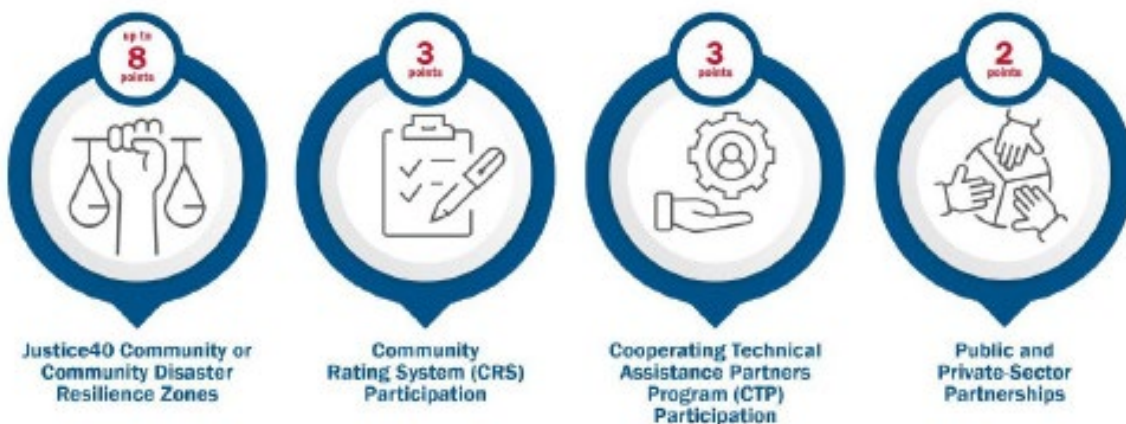 up to
8
points
3
points
3
points
2
points
Justice40 Community or
Community Disaster
Resilience Zones
Community
Rating System (CRS)
Participation
Cooperating Technical
Assistance Partners
Program (CTP)
Participation
Public and
Private-Sector
Partnerships